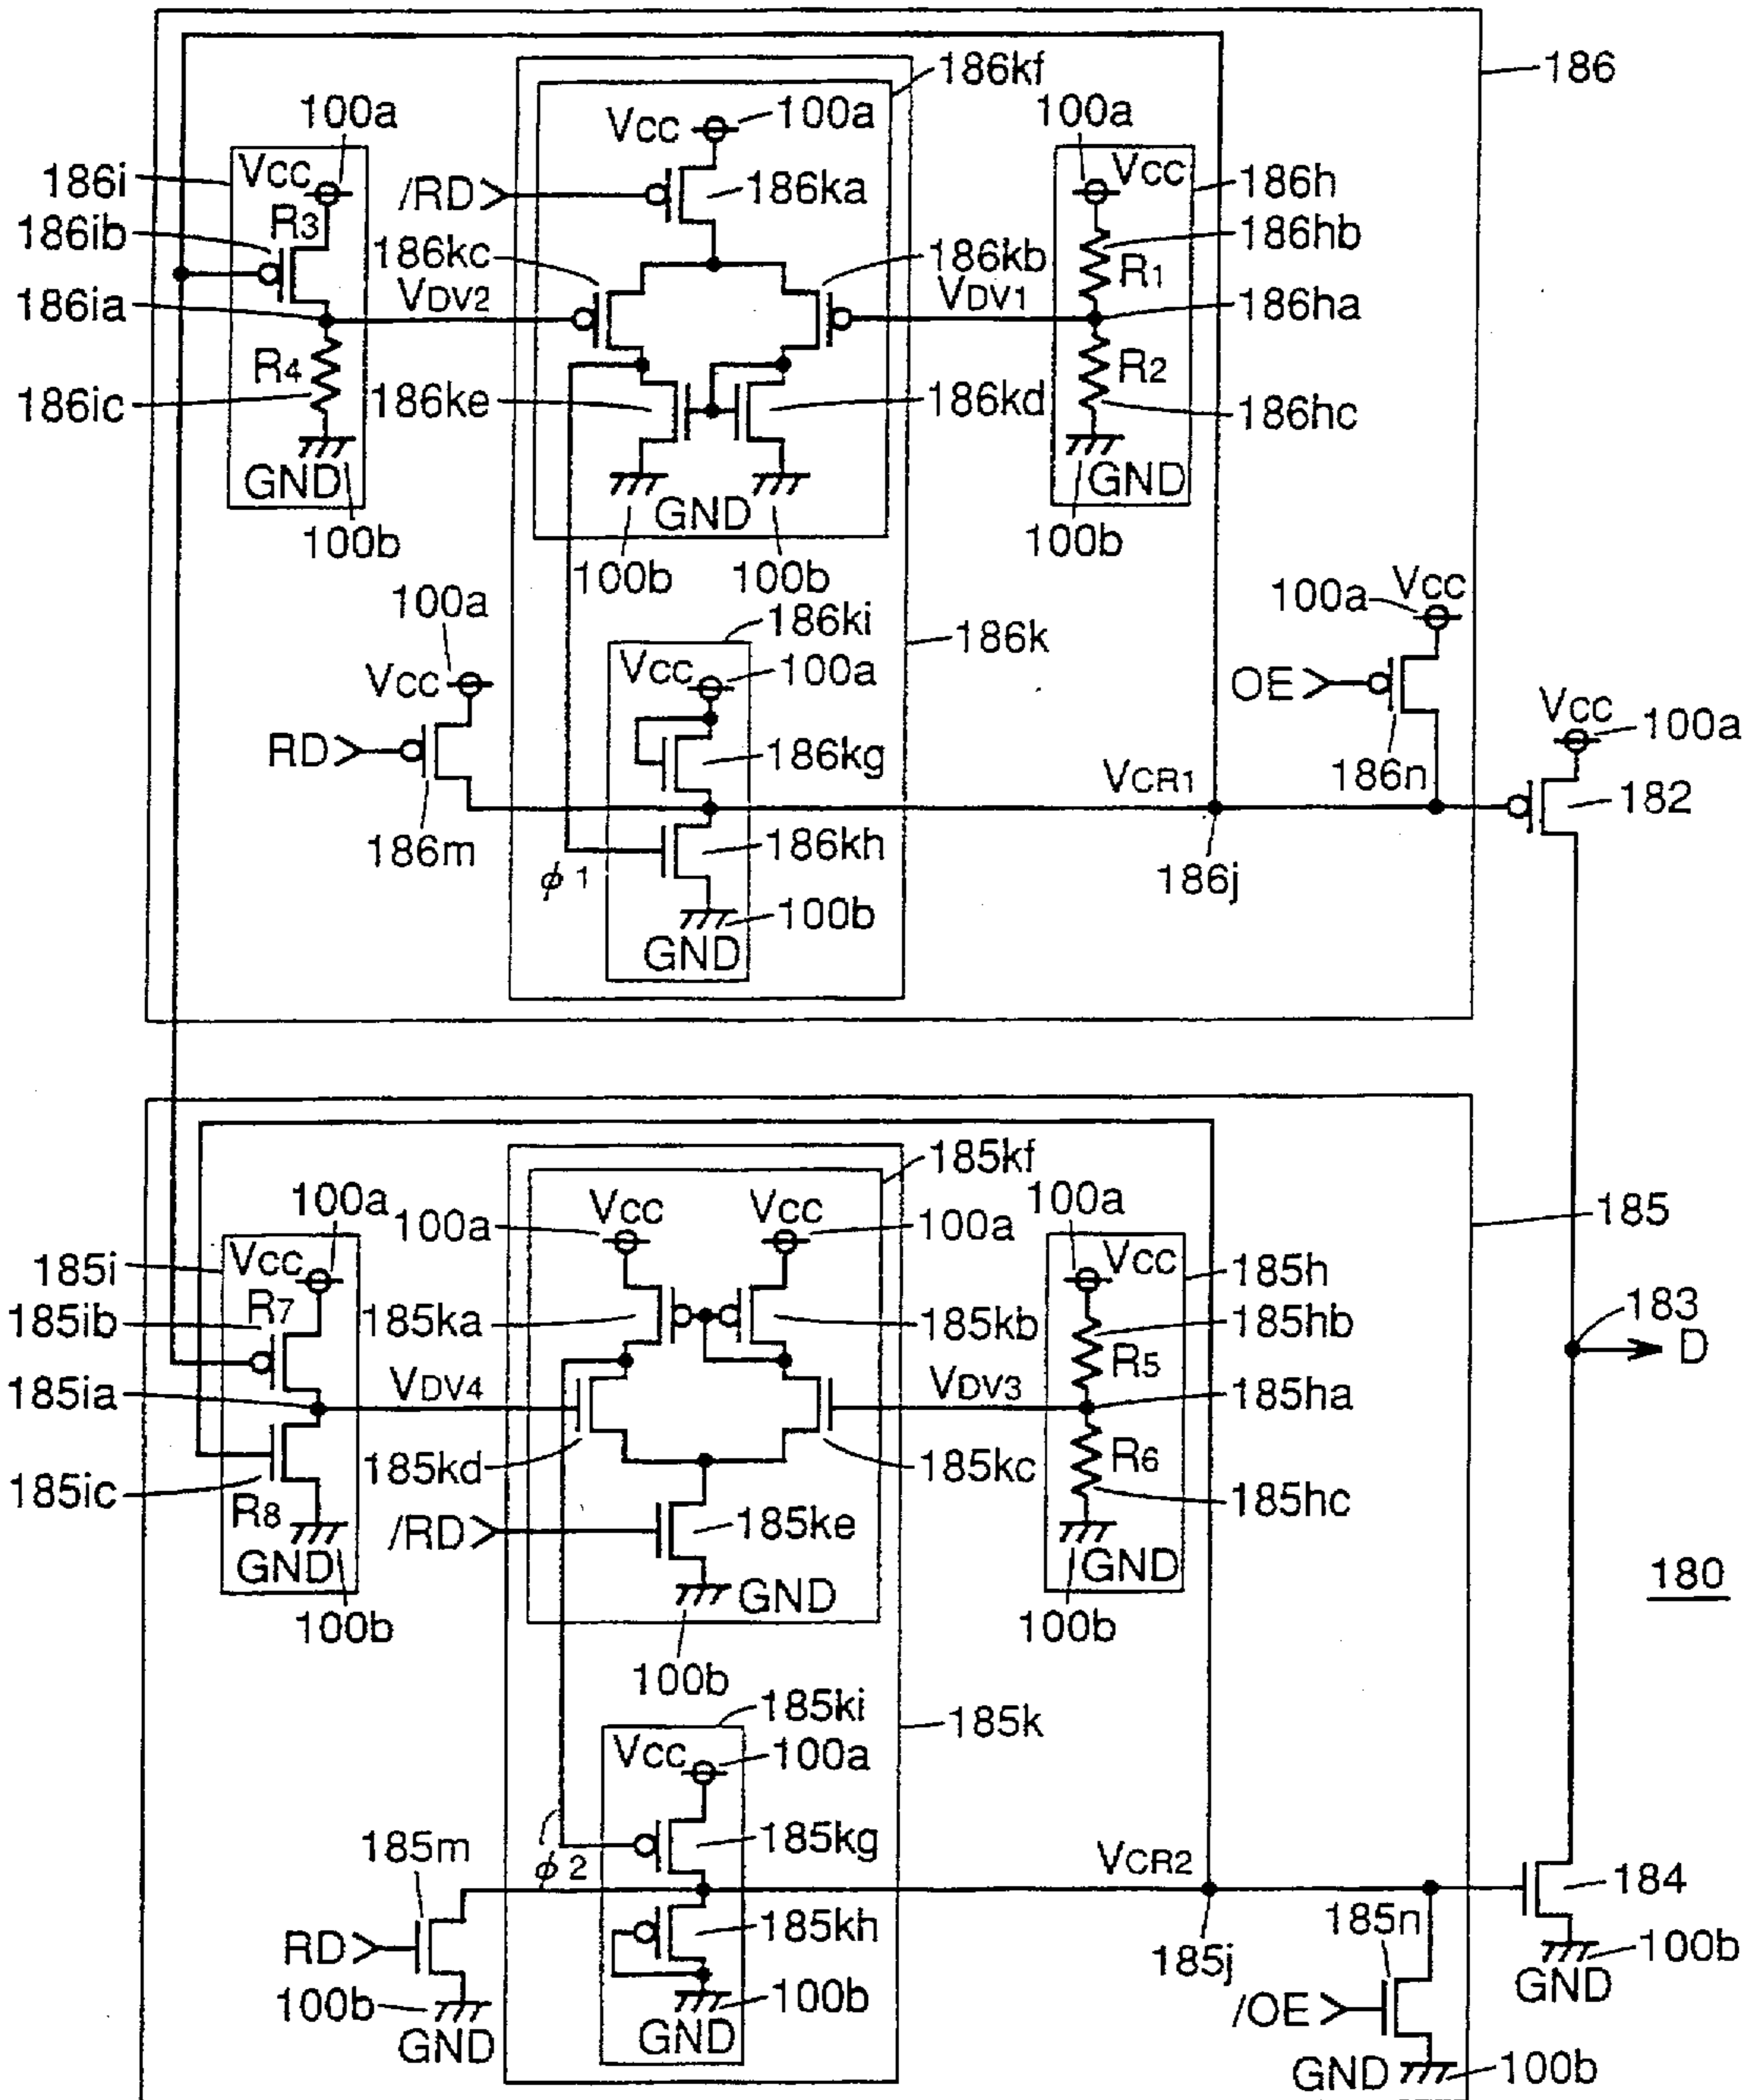 186
186kf
100a
Vcc
100a
100a
186i
Vcc
/RD
186ka
Vcc
186h
186ib
R3
186kc
186kb
186hb
R1
VDV2
VDV1
186ia
186ha
R4
R2
186ic
186ke
186kd
186hc
GND
GND
GND
100b
100b
100b
100b
100a
186ki
186k
100a
Vcc
Vcc
Vcc
100a
OE
Vcc
100a
RD
186kg
VCR1
186n
182
186m
φ1
186kh
186j
100b
GND
185kf
100a
100a
Vcc
Vcc
100a
100a
185
185i
Vcc
Vcc
185h
183
185ib
R7
185ka
185kb
185hb
R5
D
185ia
VDV4
VDV3
185ha
185ic
185kd
185kc
R6
R8
/RD
185ke
185hc
GND
GND
GND
180
100b
100b
100b
185ki
185k
Vcc
100a
185m
φ2
185kg
VCR2
184
RD
185kh
185j
185n
100b
GND
100b
GND
100b
GND
/OE
GND
100b